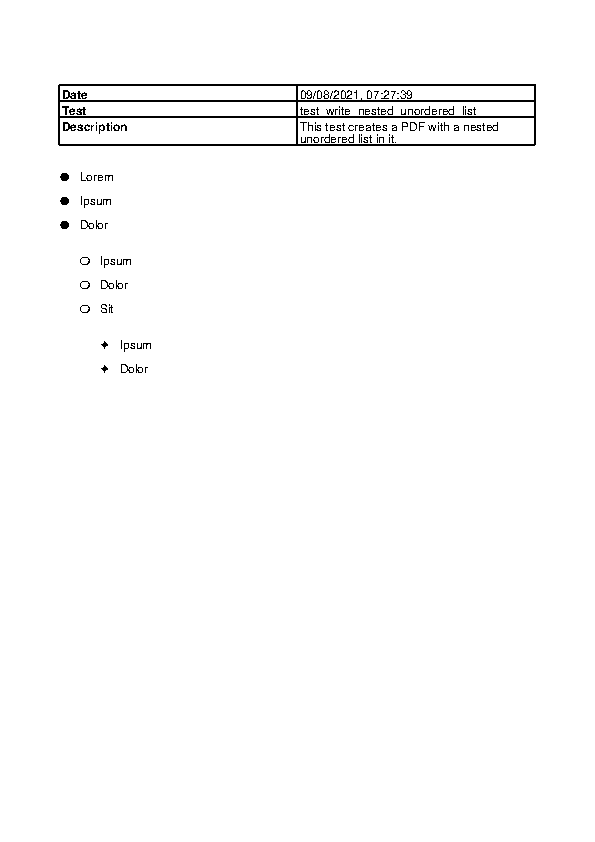 Date 09/08/2021, 07:27:39
Test test_write_nested_unordered_list
Description This test creates a PDF with a nested
unordered list in it.
● Lorem
● Ipsum
● Dolor
❍ Ipsum
❍ Dolor
❍ Sit
✦ Ipsum
✦ Dolor